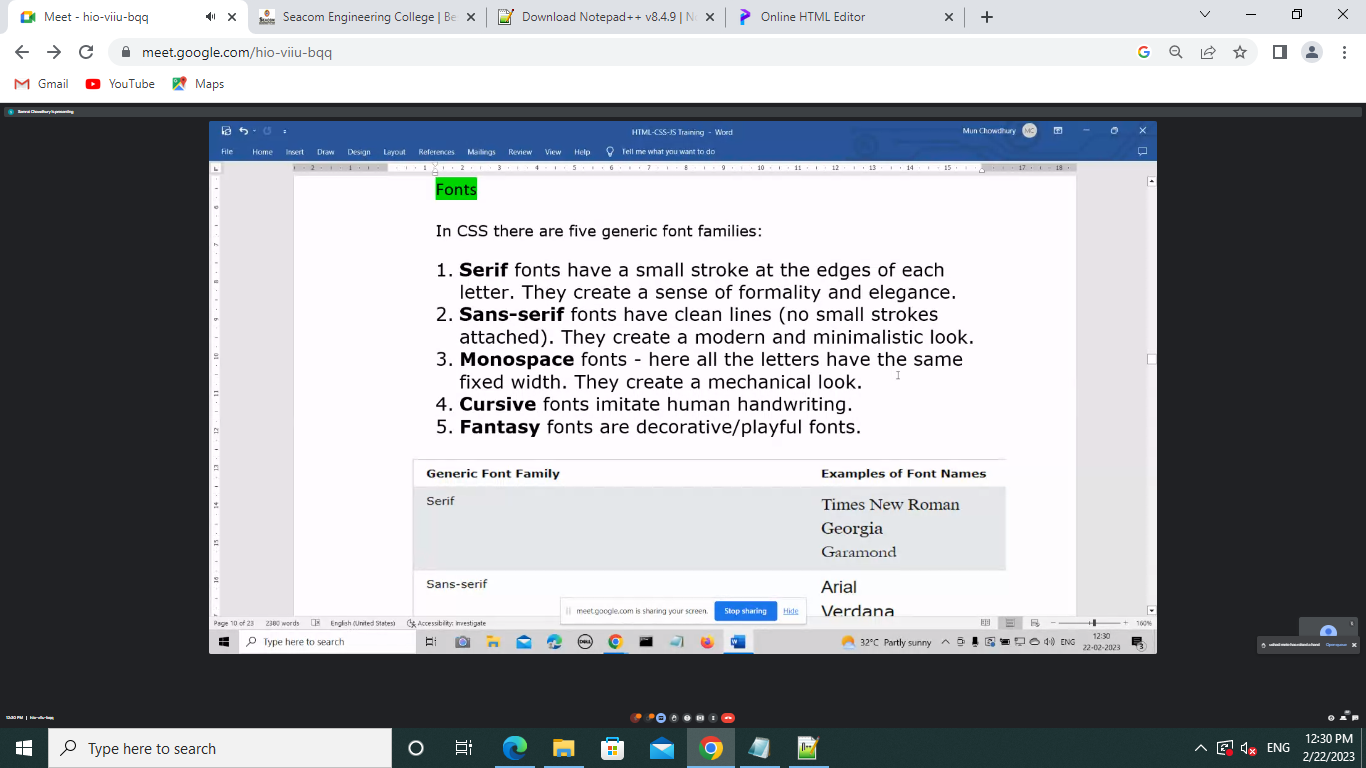 Meet - hio-viiu-bqq
Seacom Engineering College | Be
Download Notepad++ v8.4.9 | N
Online HTML Editor
meet.google.com/hio-viiu-bqq
Gmail
YouTube
Maps
HTML-CSS-JS Training - Word
Mun Chowdhury
MC
File Home Insert Draw Design Layout References Mailings Review View Help Tell me what you want to do
Fonts
In CSS there are five generic font families:
1. Serif fonts have a small stroke at the edges of each
letter. They create a sense of formality and elegance.
2. Sans-serif fonts have clean lines (no small strokes
attached). They create a modern and minimalistic look.
3. Monospace fonts - here all the letters have the same
fixed width. They create a mechanical look.
4. Cursive fonts imitate human handwriting.
5. Fantasy fonts are decorative/playful fonts.
Generic Font Family Examples of Font Names
Serif Times New Roman
Georgia
Garamond
Sans-serif Arial
Verdana
meet.google.com is sharing your screen. Stop sharing Hide
Page 10 of 23 2380 words English (United States) Accessibility: Investigate 160%
Type here to search
32°C Partly sunny ENG
12:30
22-02-2023
12:30 PM | hio-viiu-bqq
Type here to search
ENG
12:30 PM
2/22/2023